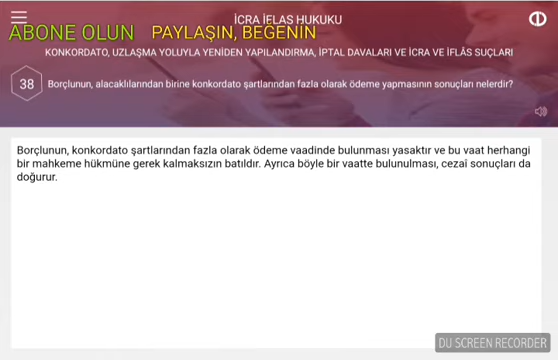 İCRA İFLAS HUKUKU
ABONE OLUN PAYLAŞIN, BEĞENİN
KONKORDATO, UZLAŞMA YOLUYLA YENİDEN YAPILANDIRMA, İPTAL DAVALARI VE İCRA VE İFLÂS SUÇLARI
38 Borçlunun, alacaklılarından birine konkordato şartlarından fazla olarak ödeme yapmasının sonuçları nelerdir?
Borçlunun, konkordato şartlarından fazla olarak ödeme vaadinde bulunması yasaktır ve bu vaat herhangi
bir mahkeme hükmüne gerek kalmaksızın batıldır. Ayrıca böyle bir vaatte bulunulması, cezaî sonuçları da
doğurur.
DU SCREEN RECORDER